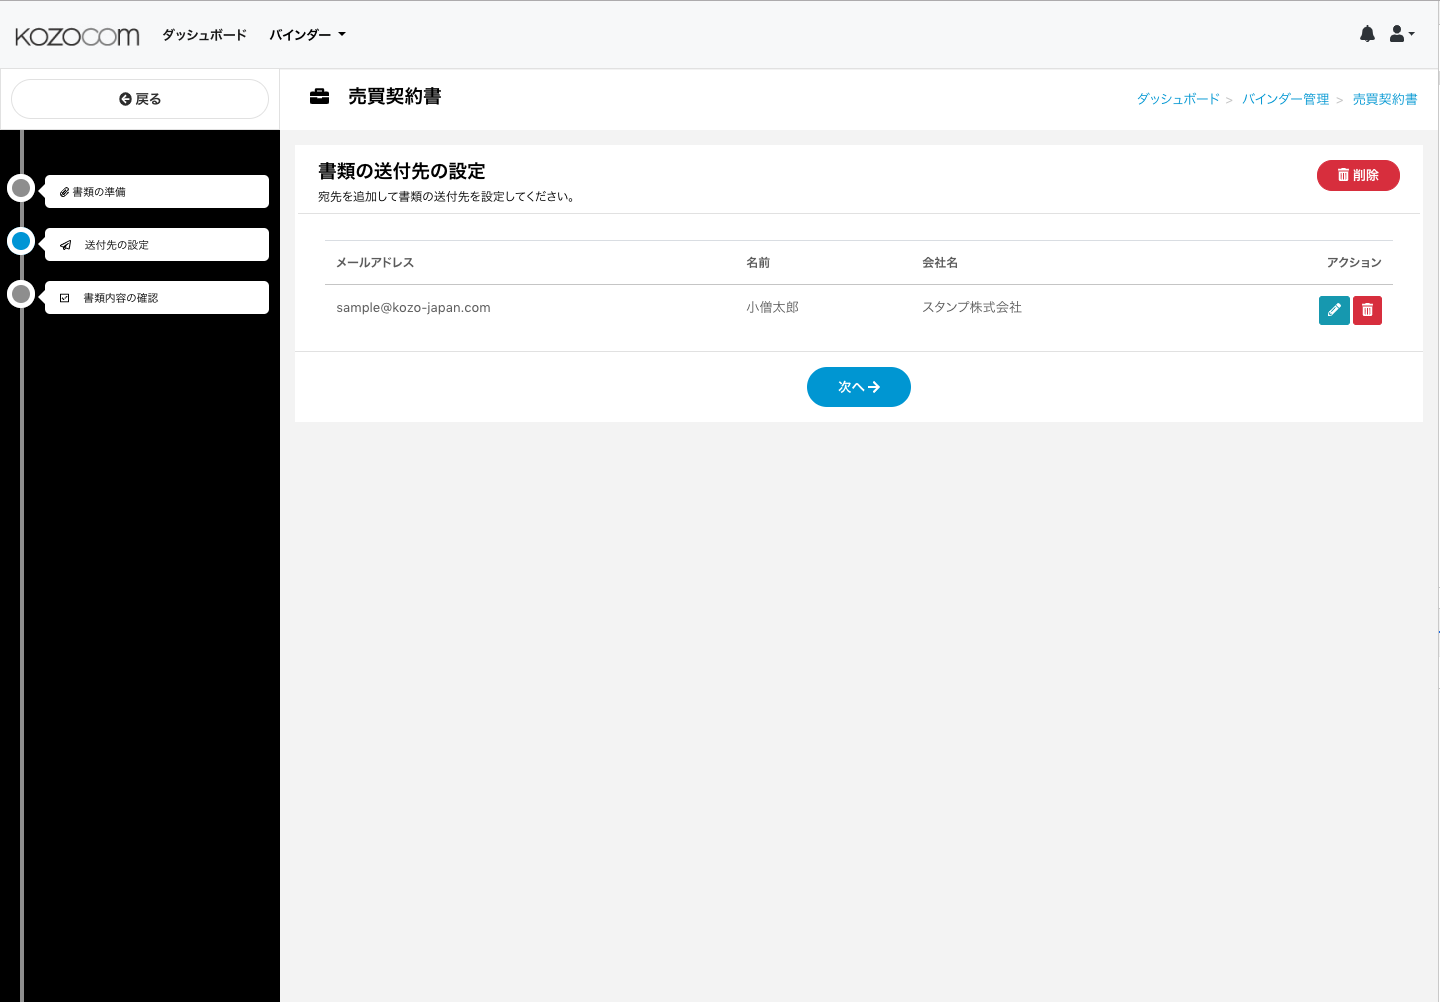 KOZOCOM ダッシュボード バインダー
戻る
売買契約書
ダッシュボード > バインダー管理 > 売買契約書
書類の準備
送付先の設定
書類内容の確認
書類の送付先の設定
宛先を追加して書類の送付先を設定してください。
削除
メールアドレス 名前 会社名 アクション
sample@kozo-japan.com 小僧太郎 スタンプ株式会社
次へ